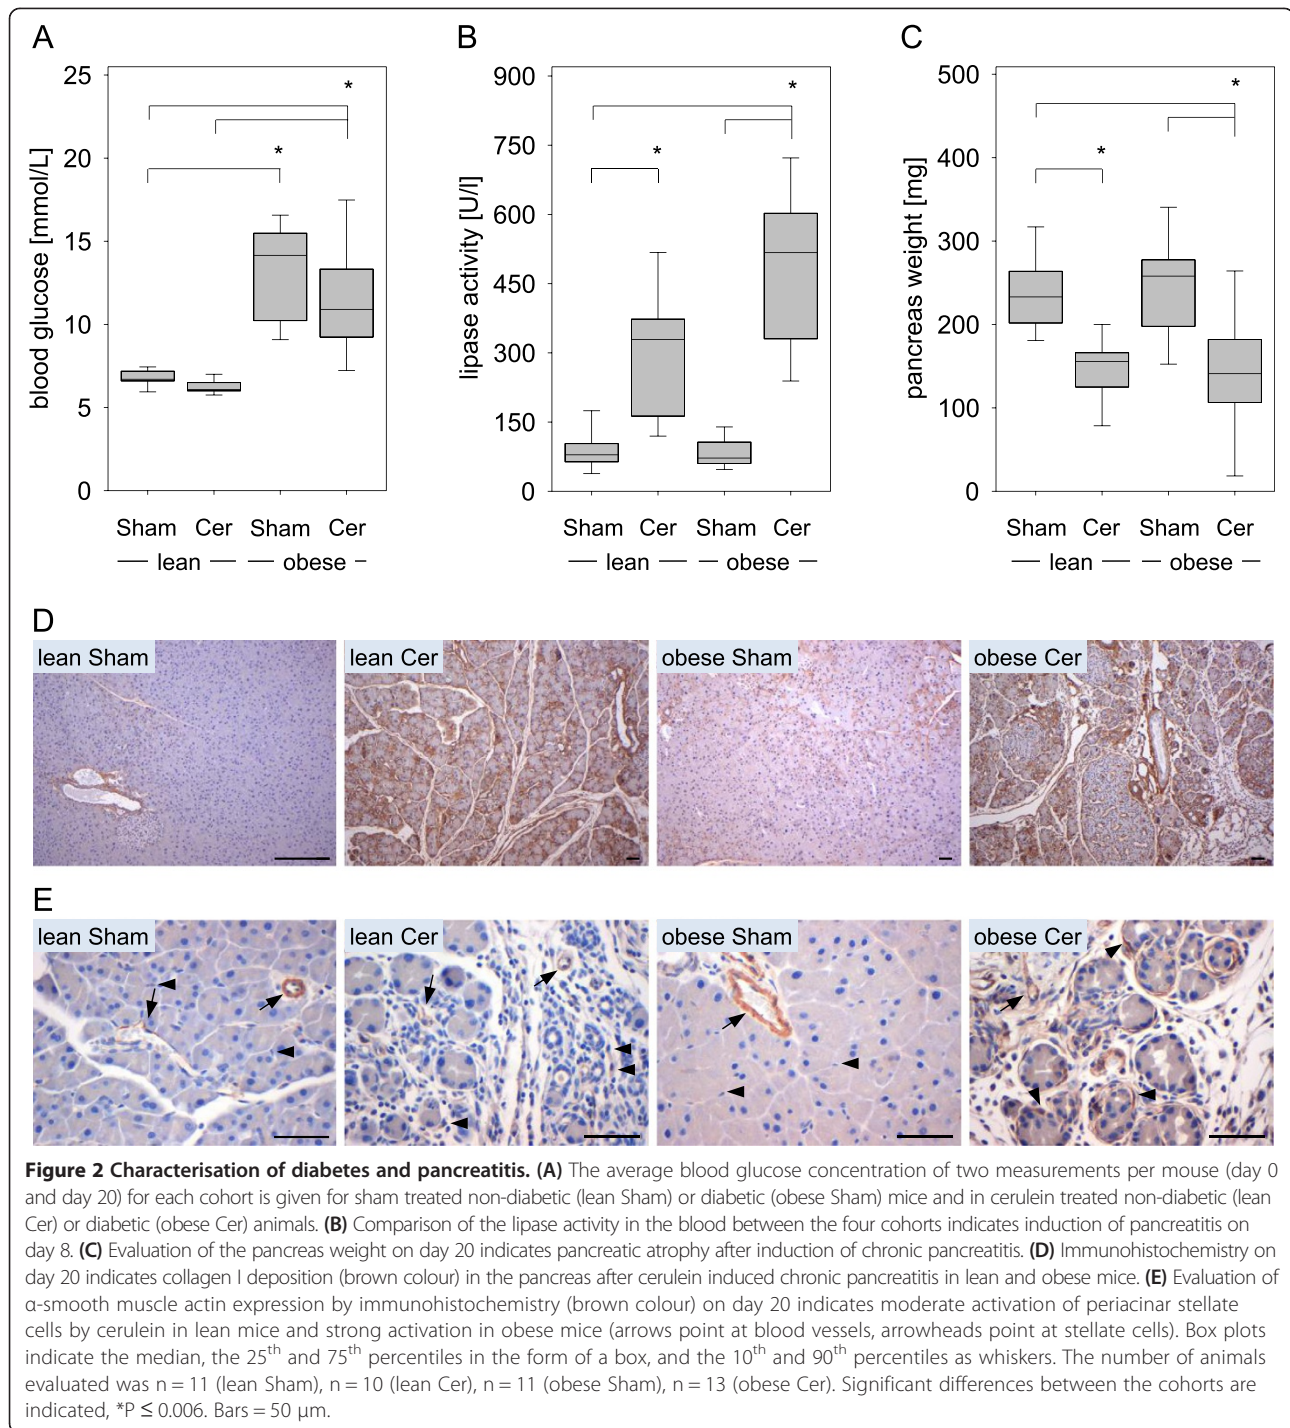 A
B
C
25
20
15
10
5
0
blood glucose [mmol/L]
*
*
Sham Cer Sham Cer
lean obese
900
750
600
450
300
150
0
lipase activity [U/l]
*
*
Sham Cer Sham Cer
lean obese
500
400
300
200
100
0
pancreas weight [mg]
*
*
Sham Cer Sham Cer
lean obese
D
lean Sham
lean Cer
obese Sham
obese Cer
E
lean Sham
lean Cer
obese Sham
obese Cer
Figure 2 Characterisation of diabetes and pancreatitis. (A) The average blood glucose concentration of two measurements per mouse (day 0
and day 20) for each cohort is given for sham treated non-diabetic (lean Sham) or diabetic (obese Sham) mice and in cerulein treated non-diabetic (lean
Cer) or diabetic (obese Cer) animals. (B) Comparison of the lipase activity in the blood between the four cohorts indicates induction of pancreatitis on
day 8. (C) Evaluation of the pancreas weight on day 20 indicates pancreatic atrophy after induction of chronic pancreatitis. (D) Immunohistochemistry on
day 20 indicates collagen I deposition (brown colour) in the pancreas after cerulein induced chronic pancreatitis in lean and obese mice. (E) Evaluation of
α-smooth muscle actin expression by immunohistochemistry (brown colour) on day 20 indicates moderate activation of periacinar stellate
cells by cerulein in lean mice and strong activation in obese mice (arrows point at blood vessels, arrowheads point at stellate cells). Box plots
indicate the median, the 25th and 75th percentiles in the form of a box, and the 10th and 90th percentiles as whiskers. The number of animals
evaluated was n = 11 (lean Sham), n = 10 (lean Cer), n = 11 (obese Sham), n = 13 (obese Cer). Significant differences between the cohorts are
indicated, *P ≤ 0.006. Bars = 50 μm.